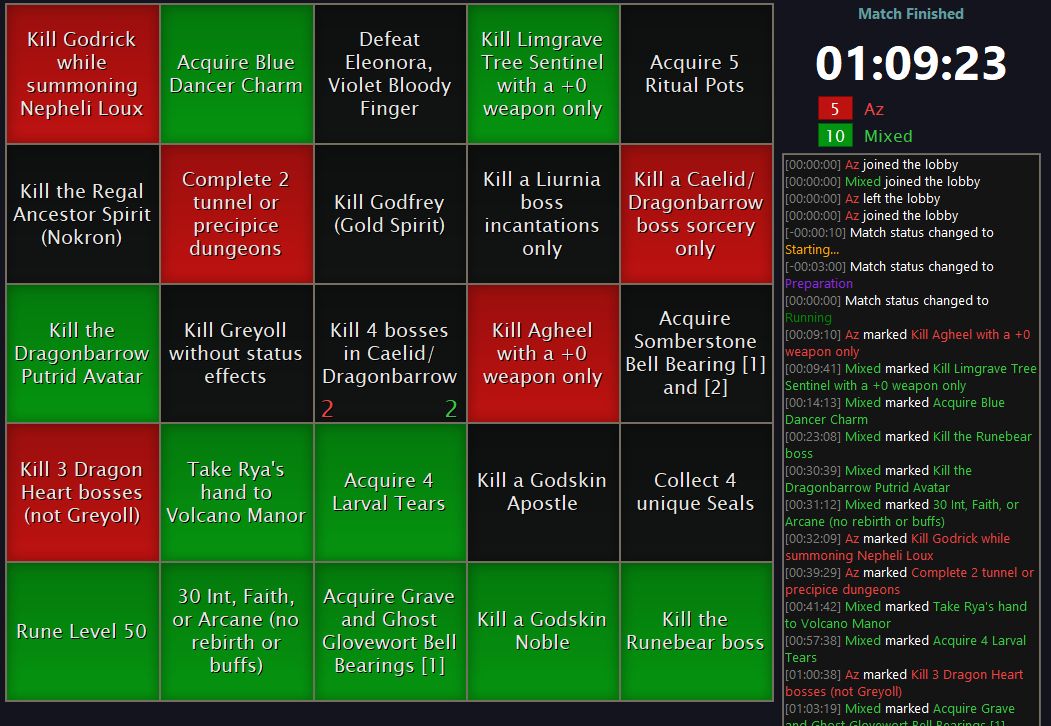 Kill Godrick
while
summoning
Nepheli Loux
Acquire Blue
Dancer Charm
Defeat
Eleonora,
Violet Bloody
Finger
Kill Limgrave
Tree Sentinel
with a +0
weapon only
Acquire 5
Ritual Pots
Kill the Regal
Ancestor Spirit
(Nokron)
Complete 2
tunnel or
precipice
dungeons
Kill Godfrey
(Gold Spirit)
Kill a Liurnia
boss
incantations
only
Kill a Caelid/
Dragonbarrow
boss sorcery
only
Kill the
Dragonbarrow
Putrid Avatar
Kill Greyoll
without status
effects
Kill 4 bosses
in Caelid/
Dragonbarrow
2 2
Kill Agheel
with a +0
weapon only
Acquire
Somberstone
Bell Bearing [1]
and [2]
Kill 3 Dragon
Heart bosses
(not Greyoll)
Take Rya's
hand to
Volcano Manor
Acquire 4
Larval Tears
Kill a Godskin
Apostle
Collect 4
unique Seals
Rune Level 50
30 Int, Faith,
or Arcane (no
rebirth or
buffs)
Acquire Grave
and Ghost
Glovewort Bell
Bearings [1]
Kill a Godskin
Noble
Kill the
Runebear boss
Match Finished
01:09:23
5 Az
10 Mixed
[00:00:00] Az joined the lobby
[00:00:00] Mixed joined the lobby
[00:00:00] Az left the lobby
[00:00:00] Az joined the lobby
[-00:00:10] Match status changed to
Starting...
[-00:03:00] Match status changed to
Preparation
[00:00:00] Match status changed to
Running
[00:09:10] Az marked Kill Agheel with a +0
weapon only
[00:09:41] Mixed marked Kill Limgrave Tree
Sentinel with a +0 weapon only
[00:14:13] Mixed marked Acquire Blue
Dancer Charm
[00:23:08] Mixed marked Kill the Runebear
boss
[00:30:39] Mixed marked Kill the
Dragonbarrow Putrid Avatar
[00:31:12] Mixed marked 30 Int, Faith, or
Arcane (no rebirth or buffs)
[00:32:09] Az marked Kill Godrick while
summoning Nepheli Loux
[00:39:29] Az marked Complete 2 tunnel or
precipice dungeons
[00:41:42] Mixed marked Take Rya's hand
to Volcano Manor
[00:57:38] Mixed marked Acquire 4 Larval
Tears
[01:00:38] Az marked Kill 3 Dragon Heart
bosses (not Greyoll)
[01:03:19] Mixed marked Acquire Grave
and Ghost Glovewort Bell Bearings [1]